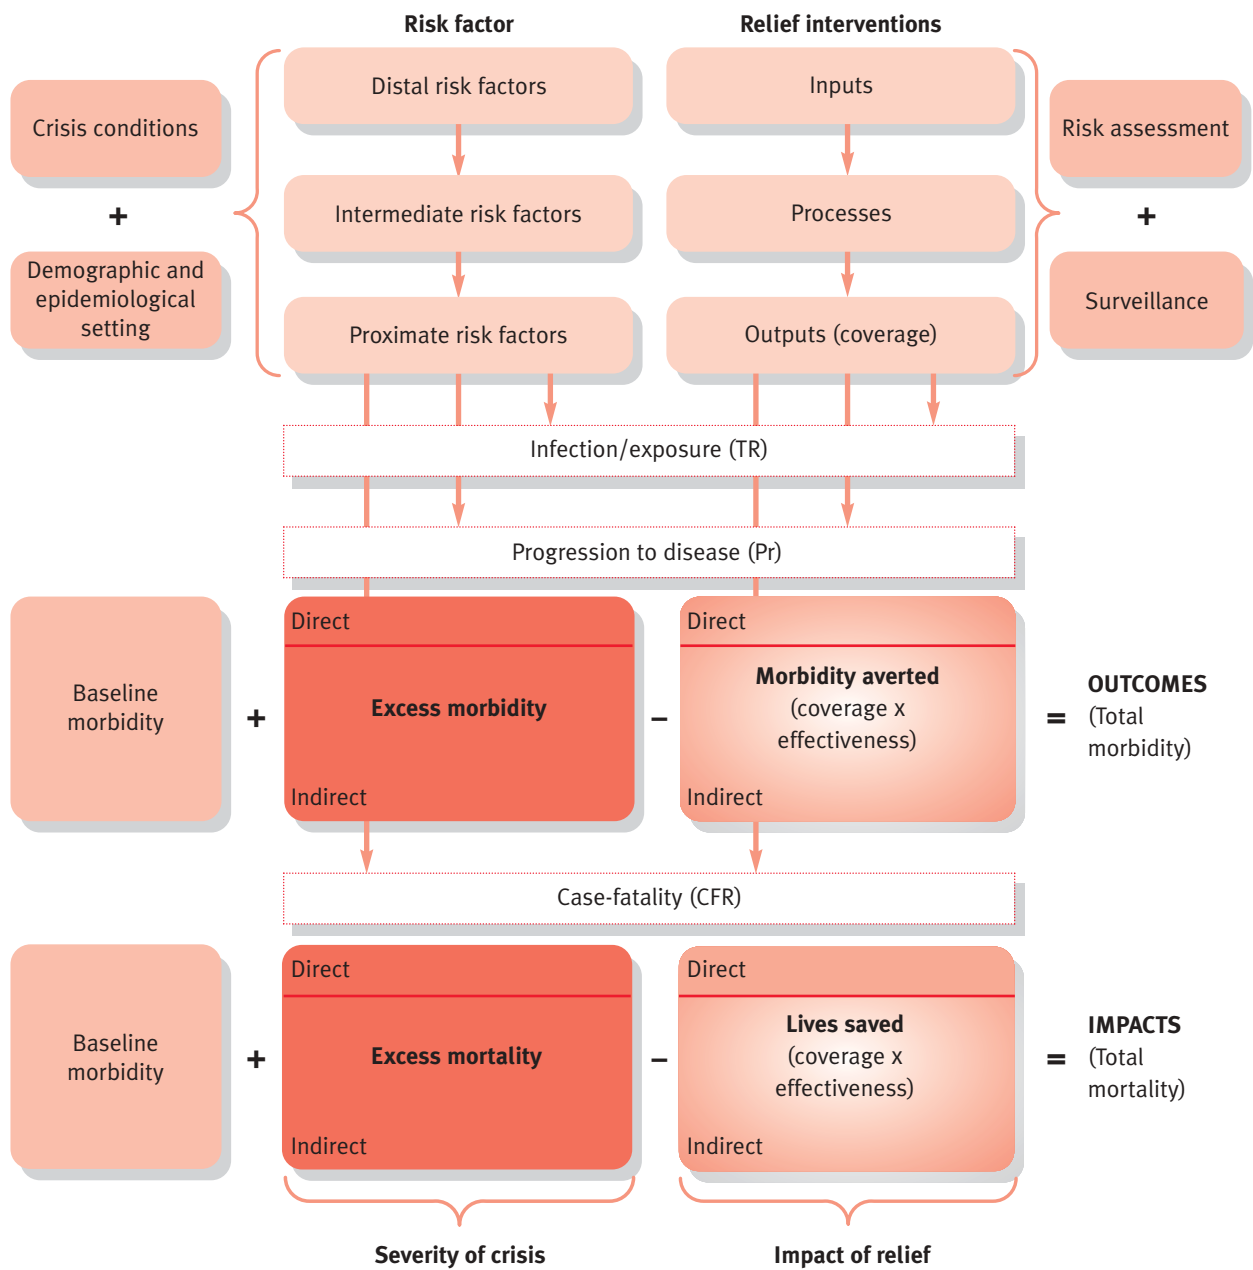 Risk factor
Relief interventions
Distal risk factors
Inputs
Crisis conditions
Risk assessment
+
Intermediate risk factors
Processes
+
Demographic and
epidemiological
setting
Surveillance
Proximate risk factors
Outputs (coverage)
Infection/exposure (TR)
Progression to disease (Pr)
Baseline
morbidity
+
Direct
Excess morbidity
Indirect
–
Direct
Morbidity averted
(coverage x
effectiveness)
Indirect
=
OUTCOMES
(Total
morbidity)
Case-fatality (CFR)
Baseline
morbidity
+
Direct
Excess mortality
Indirect
–
Direct
Lives saved
(coverage x
effectiveness)
Indirect
=
IMPACTS
(Total
mortality)
Severity of crisis
Impact of relief